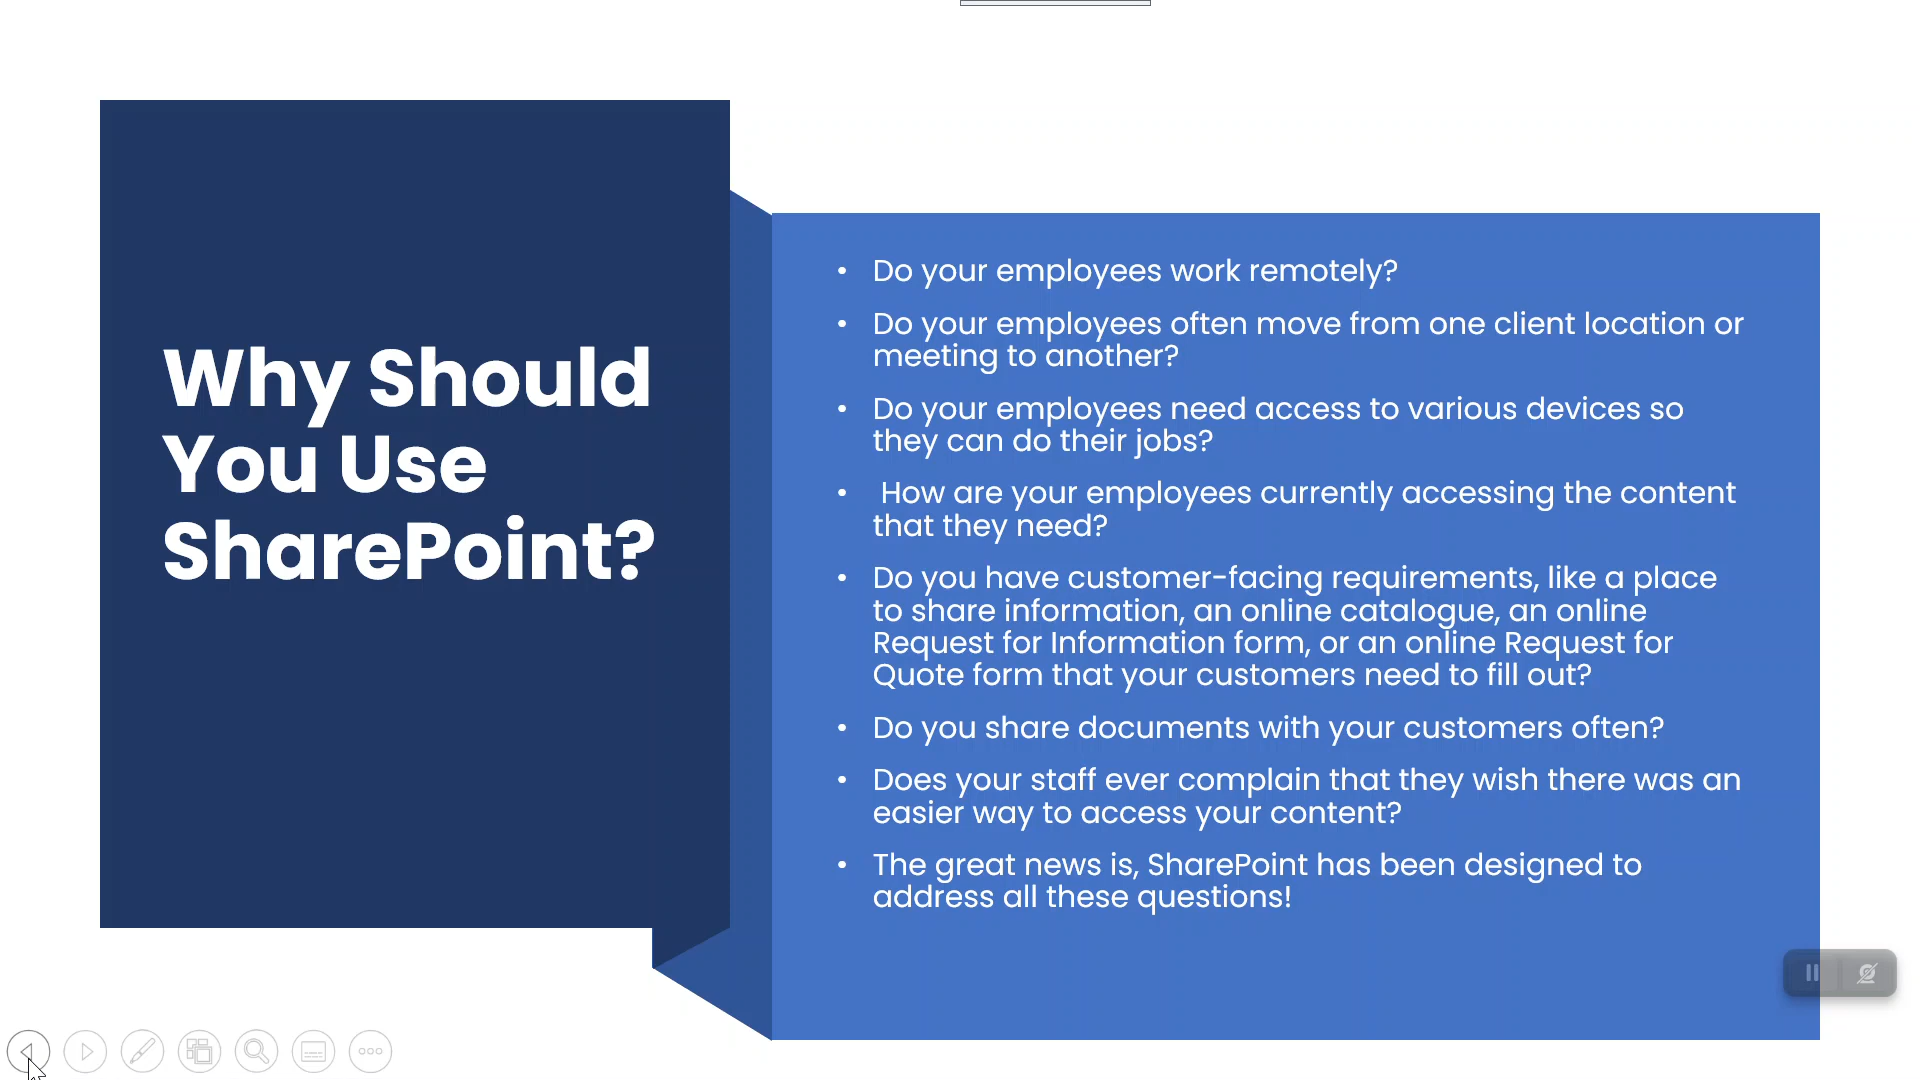 Why Should
You Use
SharePoint?
• Do your employees work remotely?
• Do your employees often move from one client location or
meeting to another?
• Do your employees need access to various devices so
they can do their jobs?
• How are your employees currently accessing the content
that they need?
• Do you have customer-facing requirements, like a place
to share information, an online catalogue, an online
Request for Information form, or an online Request for
Quote form that your customers need to fill out?
• Do you share documents with your customers often?
• Does your staff ever complain that they wish there was an
easier way to access your content?
• The great news is, SharePoint has been designed to
address all these questions!